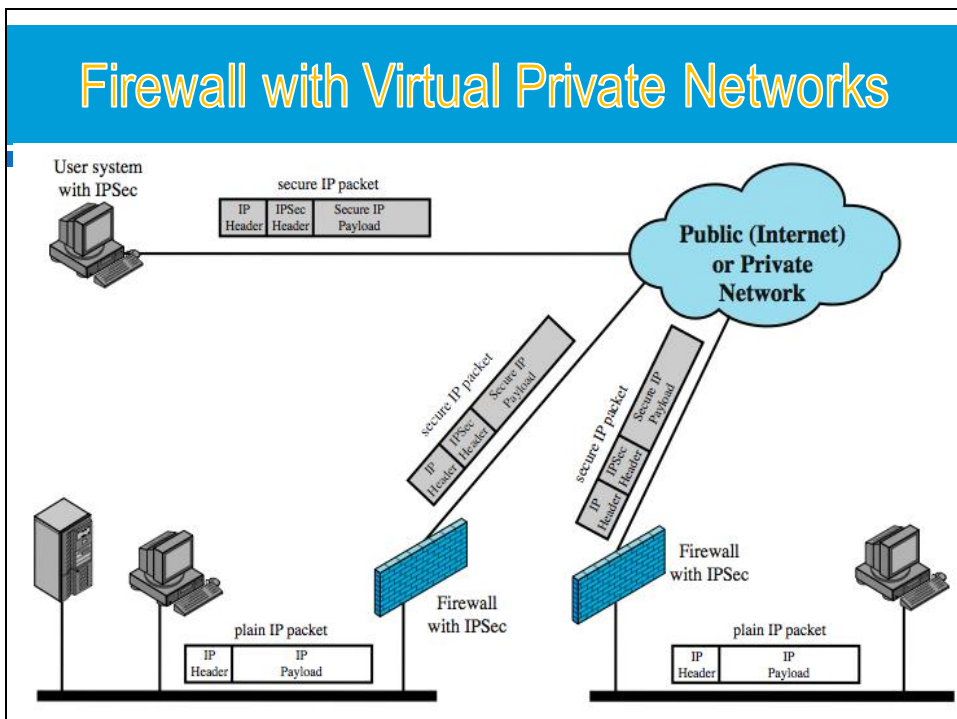 Firewall with Virtual Private Networks
User system
with IPSec
secure IP packet
IP
Header
IPSec
Header
Secure IP
Payload
Public (Internet)
or Private
Network
secure IP packet
IP
Header
IPSec
Header
Secure IP
Payload
secure IP packet
IP
Header
IPSec
Header
Secure IP
Payload
Firewall
with IPSec
Firewall
with IPSec
plain IP packet
IP
Header
IP
Payload
plain IP packet
IP
Header
IP
Payload